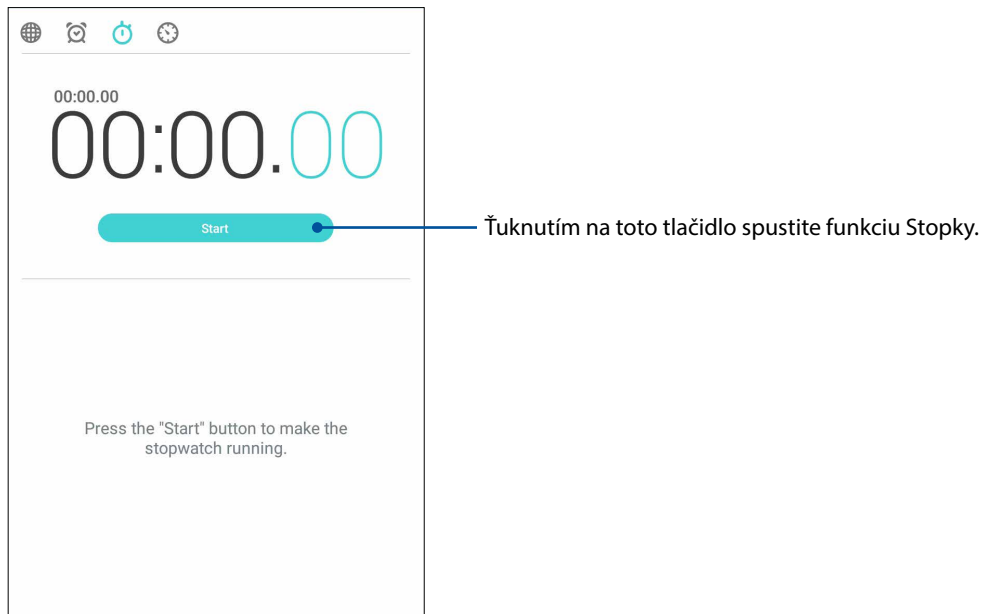 00:00.00
00:00.00
Start
Ťuknutím na toto tlačidlo spustite funkciu Stopky.
Press the "Start" button to make the
stopwatch running.